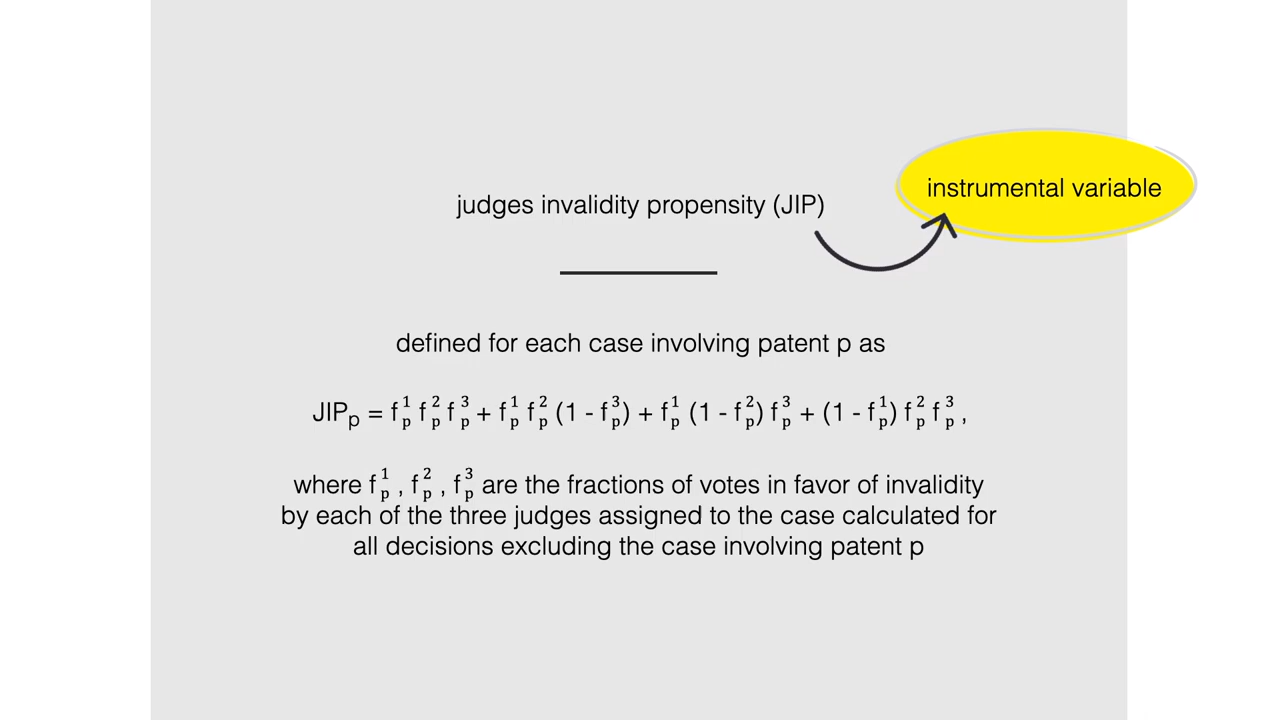 instrumental variable
judges invalidity propensity (JIP)
defined for each case involving patent p as
JIPₚ = f¹ₚ f²ₚ f³ₚ + f¹ₚ f²ₚ (1 - f³ₚ) + f¹ₚ (1 - f²ₚ) f³ₚ + (1 - f¹ₚ) f²ₚ f³ₚ ,
where f¹ₚ , f²ₚ , f³ₚ are the fractions of votes in favor of invalidity
by each of the three judges assigned to the case calculated for
all decisions excluding the case involving patent p